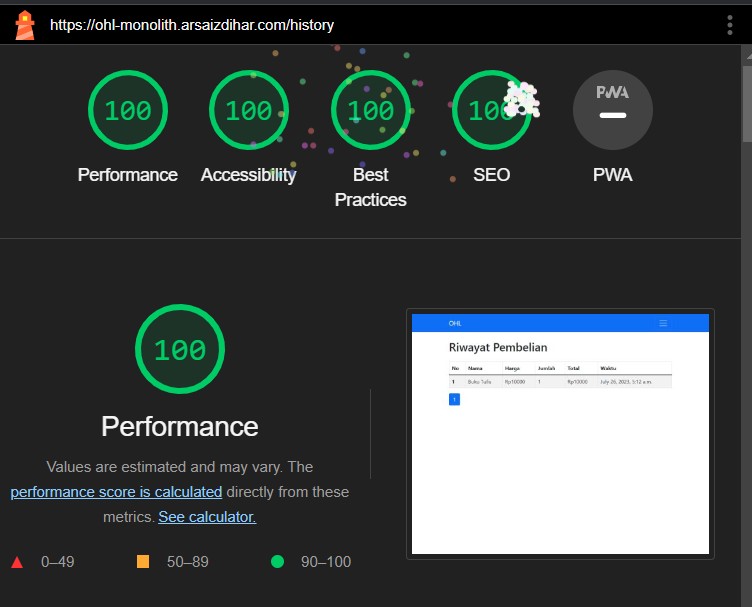 https://ohl-monolith.arsaizdihar.com/history
100 100 100 100 PWA
Performance Accessibility Best Practices SEO PWA
100
Performance
Values are estimated and may vary. The
performance score is calculated directly from these
metrics. See calculator.
0–49 50–89 90–100
OHL
Riwayat Pembelian
No Nama Harga Jumlah Total Waktu
1 Buku Tulis Rp10000 1 Rp10000 July 26, 2023, 5:12 a.m.
1